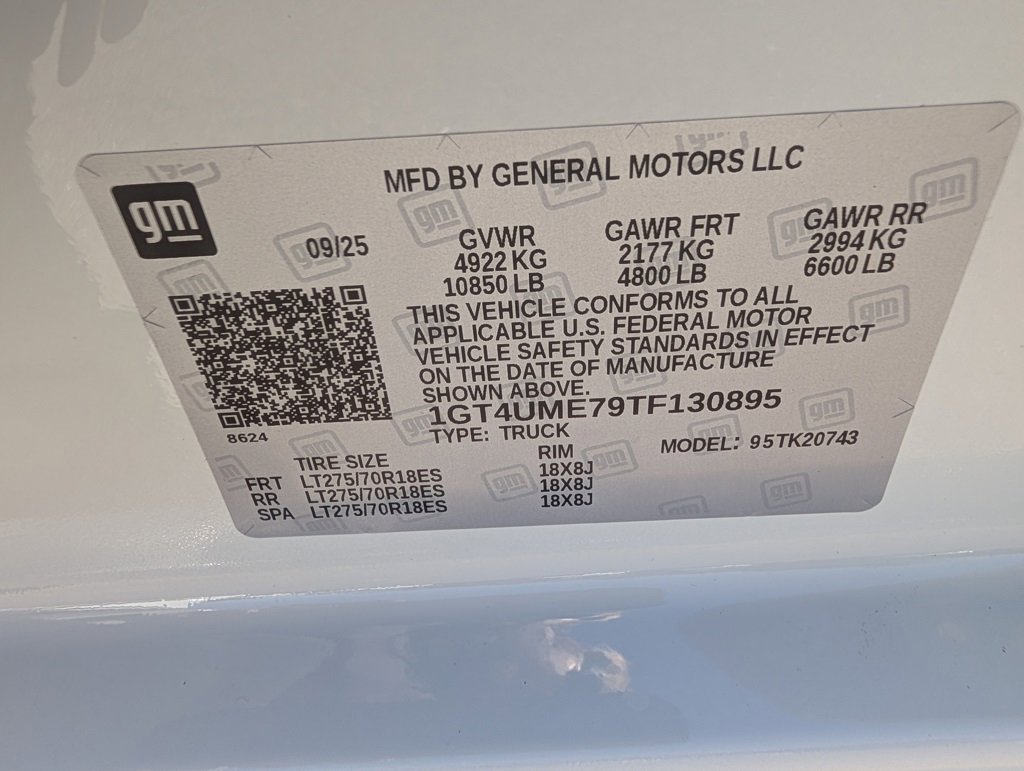 MFD BY GENERAL MOTORS LLC
gm
09/25
GVWR
4922 KG
10850 LB
GAWR FRT
2177 KG
4800 LB
GAWR RR
2994 KG
6600 LB
THIS VEHICLE CONFORMS TO ALL
APPLICABLE U.S. FEDERAL MOTOR
VEHICLE SAFETY STANDARDS IN EFFECT
ON THE DATE OF MANUFACTURE
SHOWN ABOVE.
1GT4UME79TF130895
8624
TYPE: TRUCK
MODEL: 95TK20743
TIRE SIZE RIM
FRT LT275/70R18ES 18X8J
RR LT275/70R18ES 18X8J
SPA LT275/70R18ES 18X8J